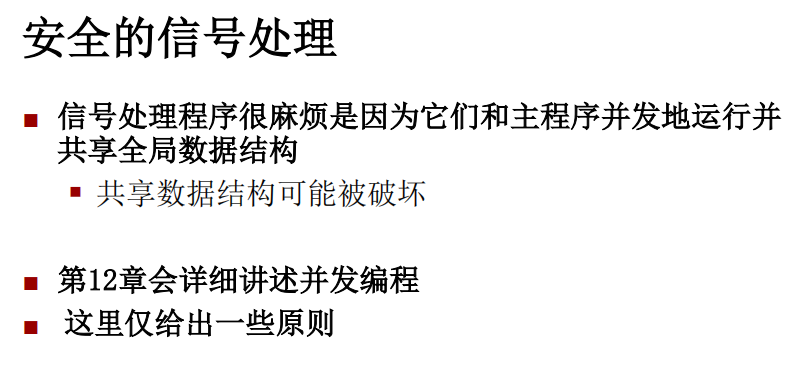 安全的信号处理
信号处理程序很麻烦是因为它们和主程序并发地运行并
共享全局数据结构
共享数据结构可能被破坏
第12章会详细讲述并发编程
这里仅给出一些原则